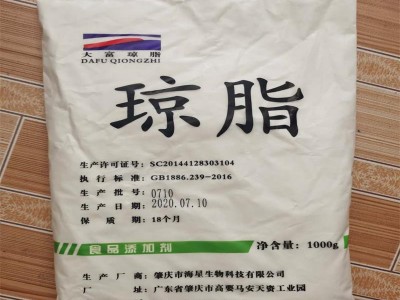 大富琼脂
DAFU QIONGZHI
琼脂
生产许可证号：SC20144128303104
执行标准：GB1886.239-2016
生产批号：0710
生产日期：2020.07.10
保质期：18个月
食品添加剂
净含量：1000g
生产厂商：肇庆市海星生物科技有限公司
厂址：广东省肇庆市高要马安天资工业园